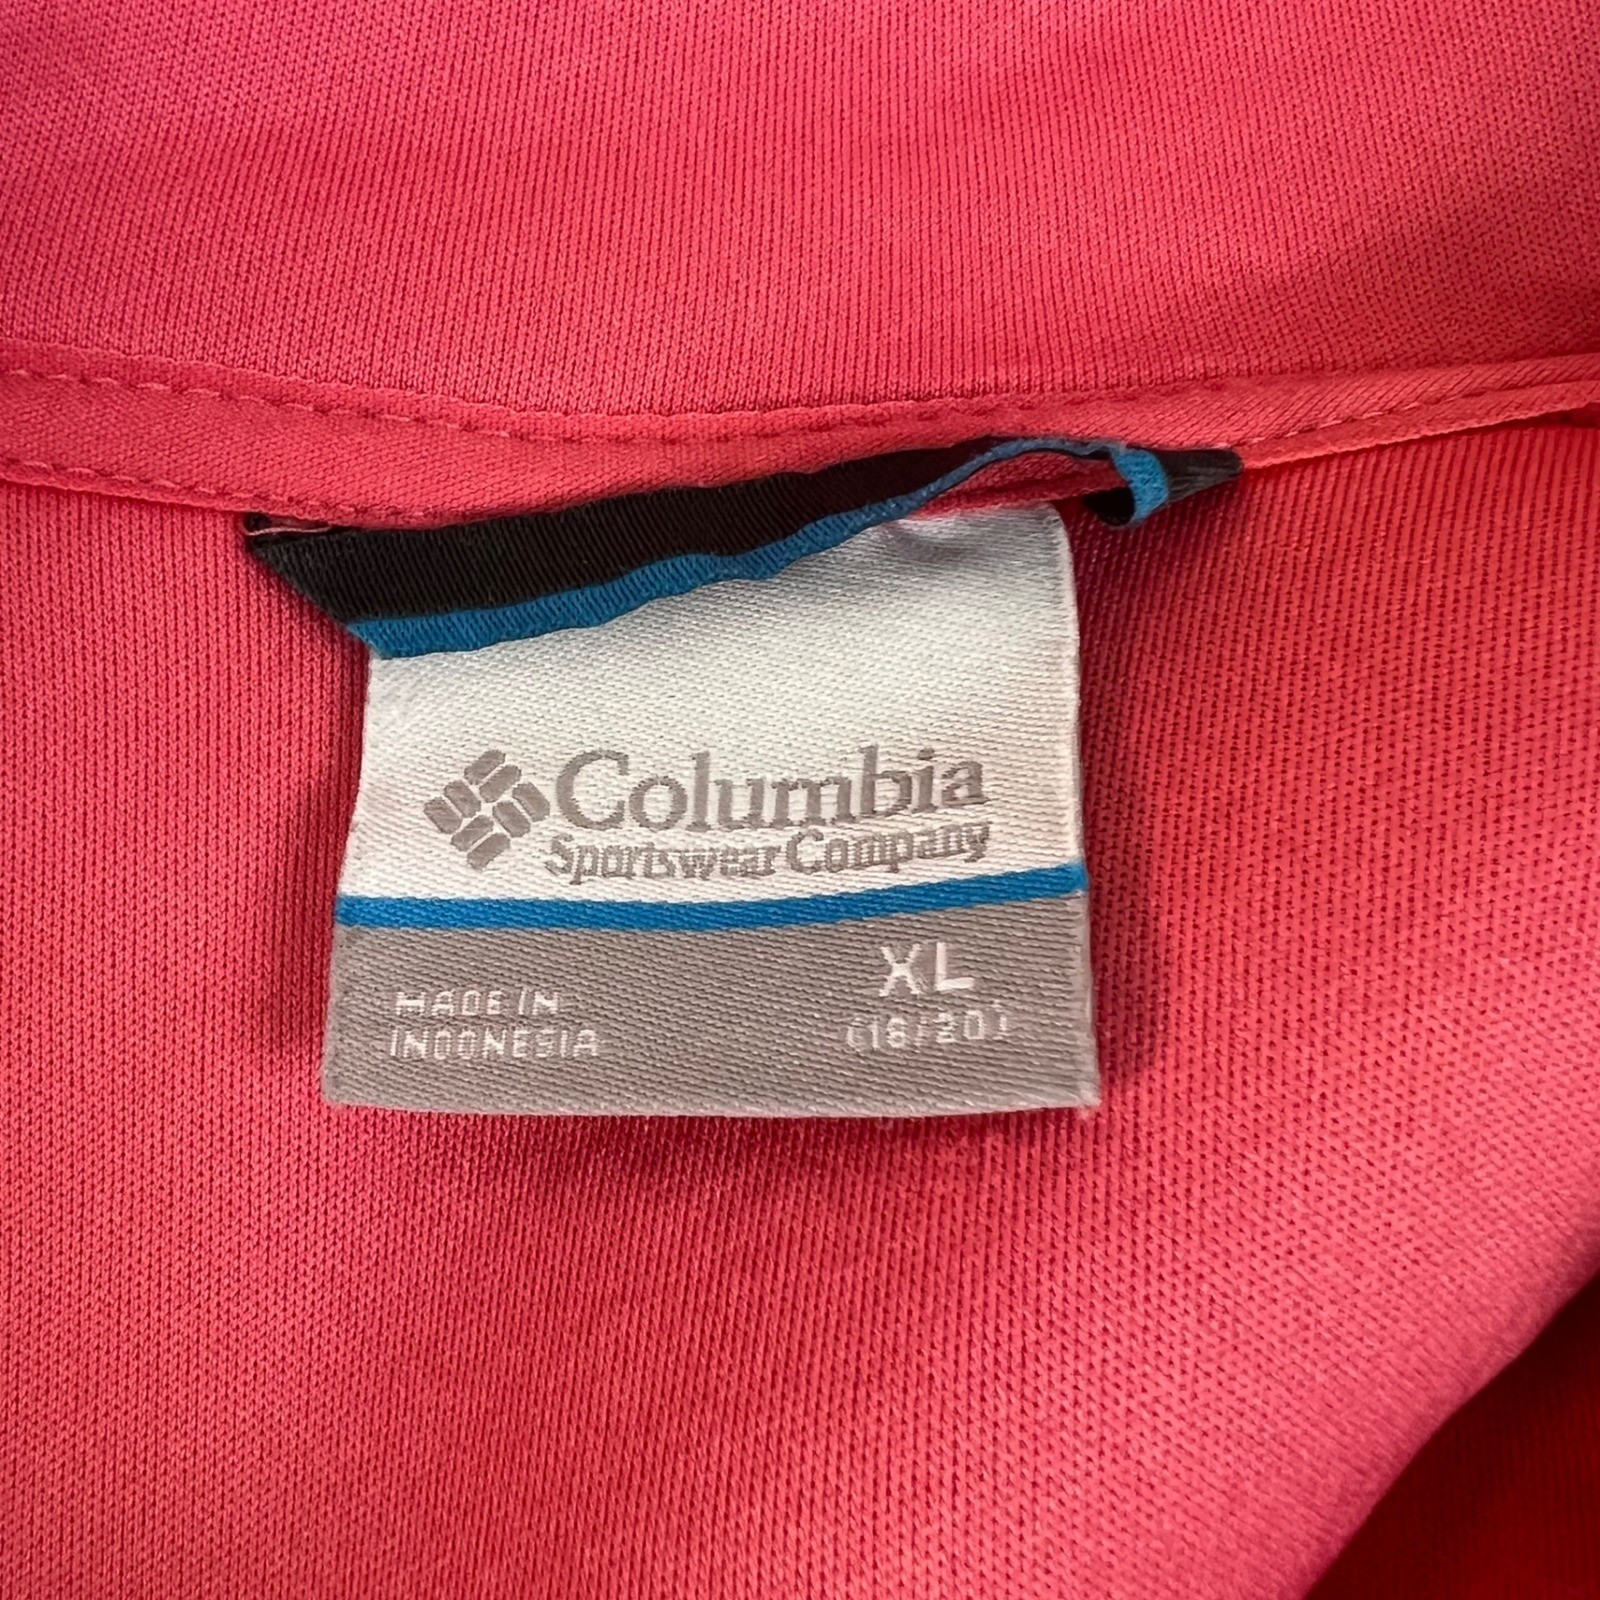 Columbia
Sportswear Company
XL
MADE IN
INDONESIA
(18/20)